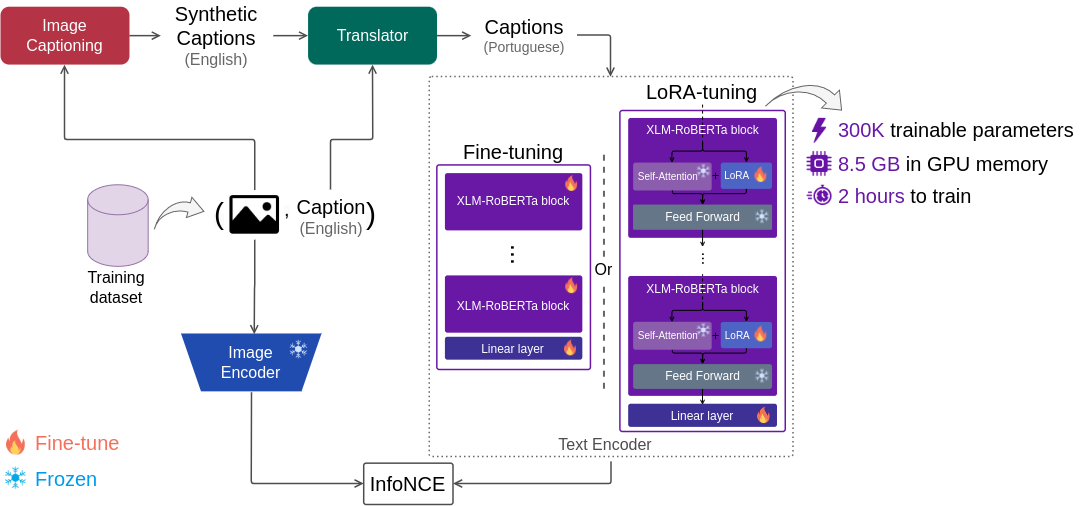 Image
Captioning
Synthetic
Captions
(English)
Translator
Captions
(Portuguese)
LoRA-tuning
XLM-RoBERTa block
Self-Attention
+
LoRA
Feed Forward
...
XLM-RoBERTa block
Self-Attention
+
LoRA
Feed Forward
Linear layer
Fine-tuning
XLM-RoBERTa block
...
XLM-RoBERTa block
Linear layer
Or
Text Encoder
300K trainable parameters
8.5 GB in GPU memory
2 hours to train
Training
dataset
( , Caption )
(English)
Image
Encoder
Fine-tune
Frozen
InfoNCE